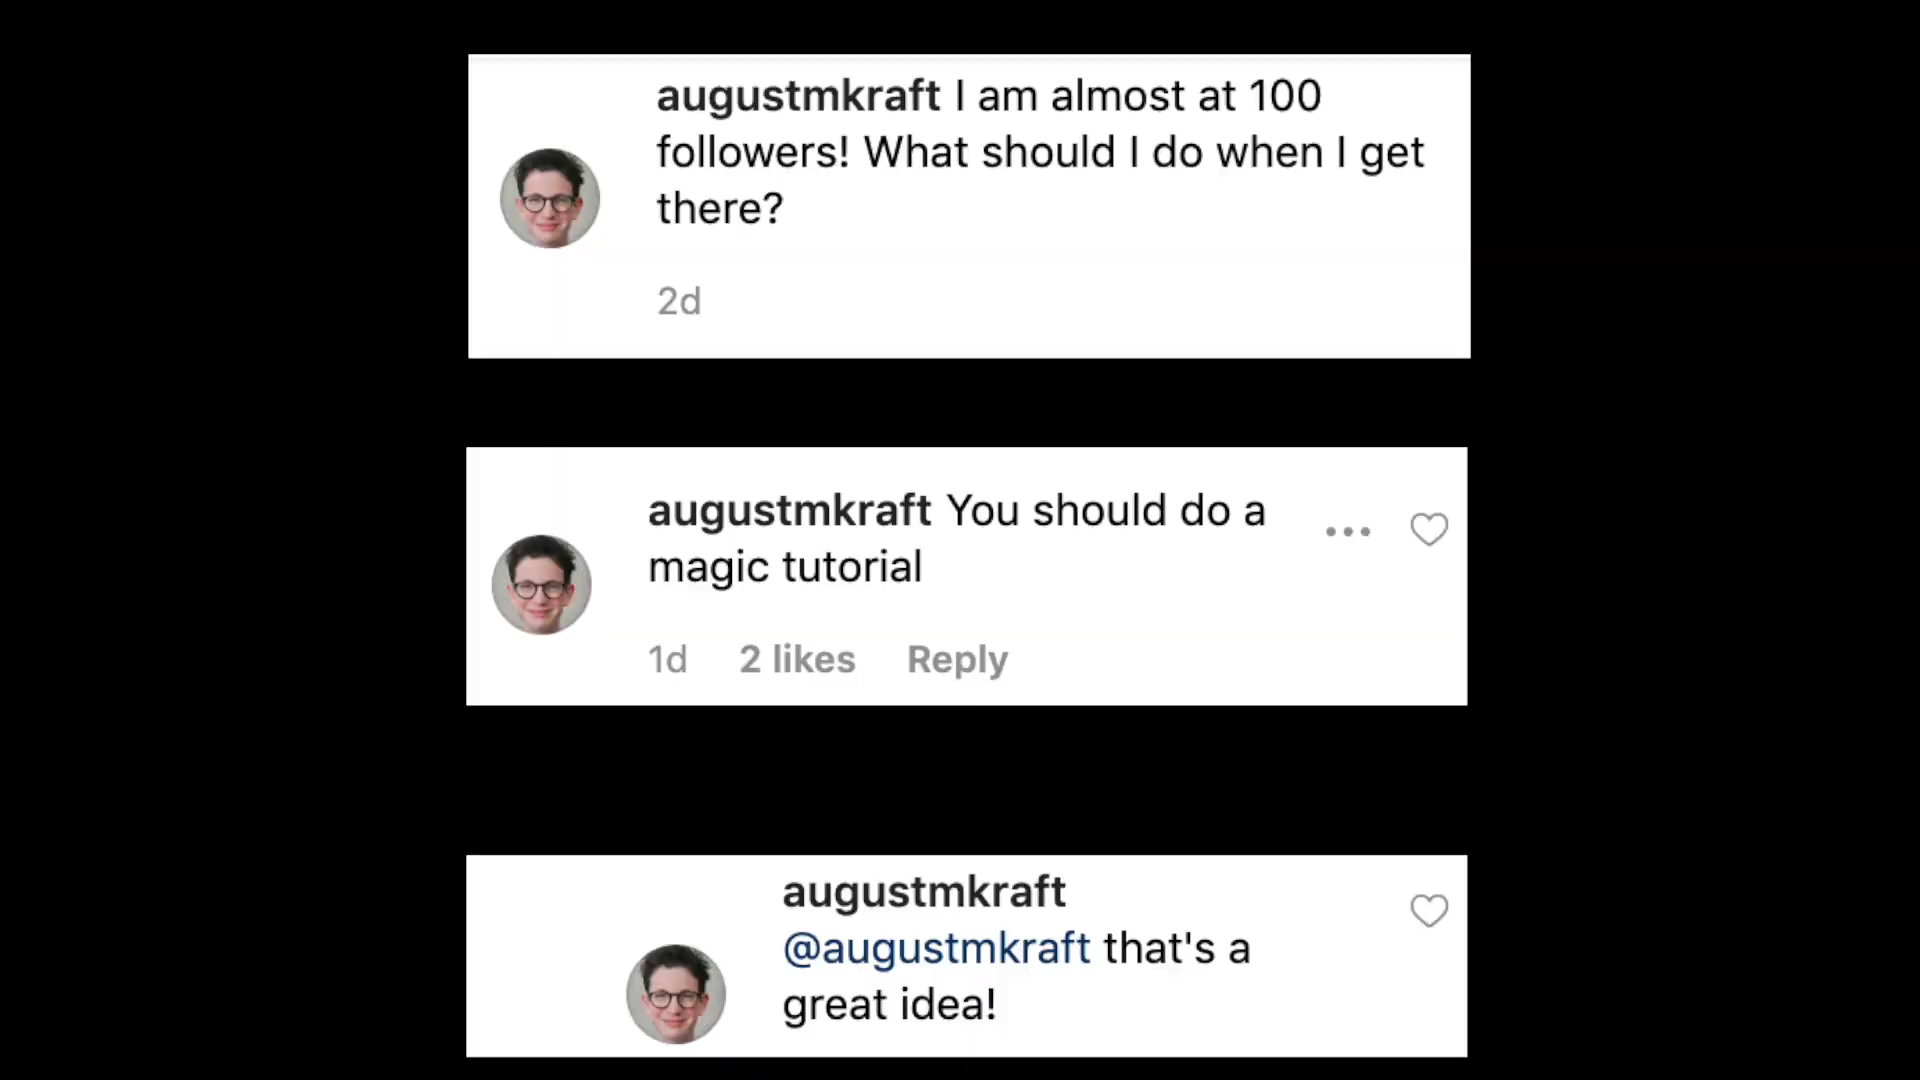 augustmkraft I am almost at 100
followers! What should I do when I get
there?
2d
augustmkraft You should do a
magic tutorial
1d 2 likes Reply
augustmkraft
@augustmkraft that's a
great idea!